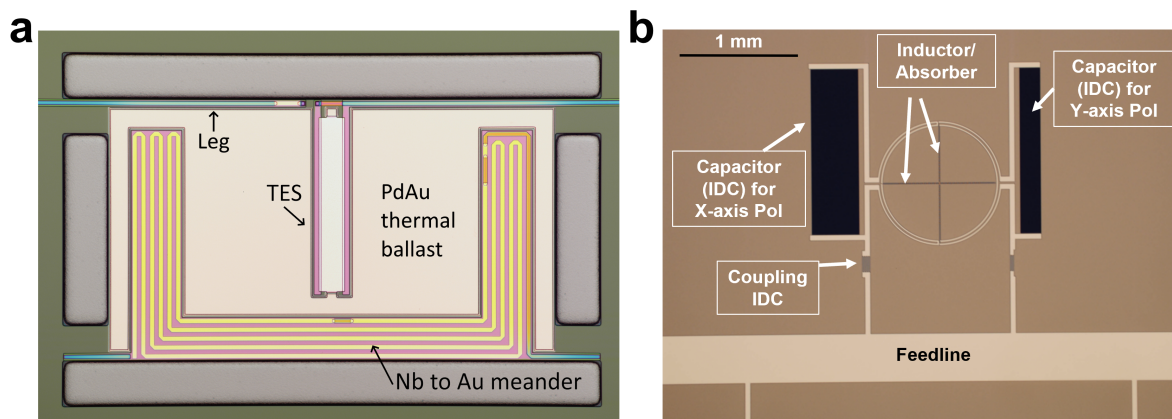 a
Leg
TES
PdAu
thermal
ballast
Nb to Au meander
b
1 mm
Inductor/
Absorber
Capacitor
(IDC) for
Y-axis Pol
Capacitor
(IDC) for
X-axis Pol
Coupling
IDC
Feedline